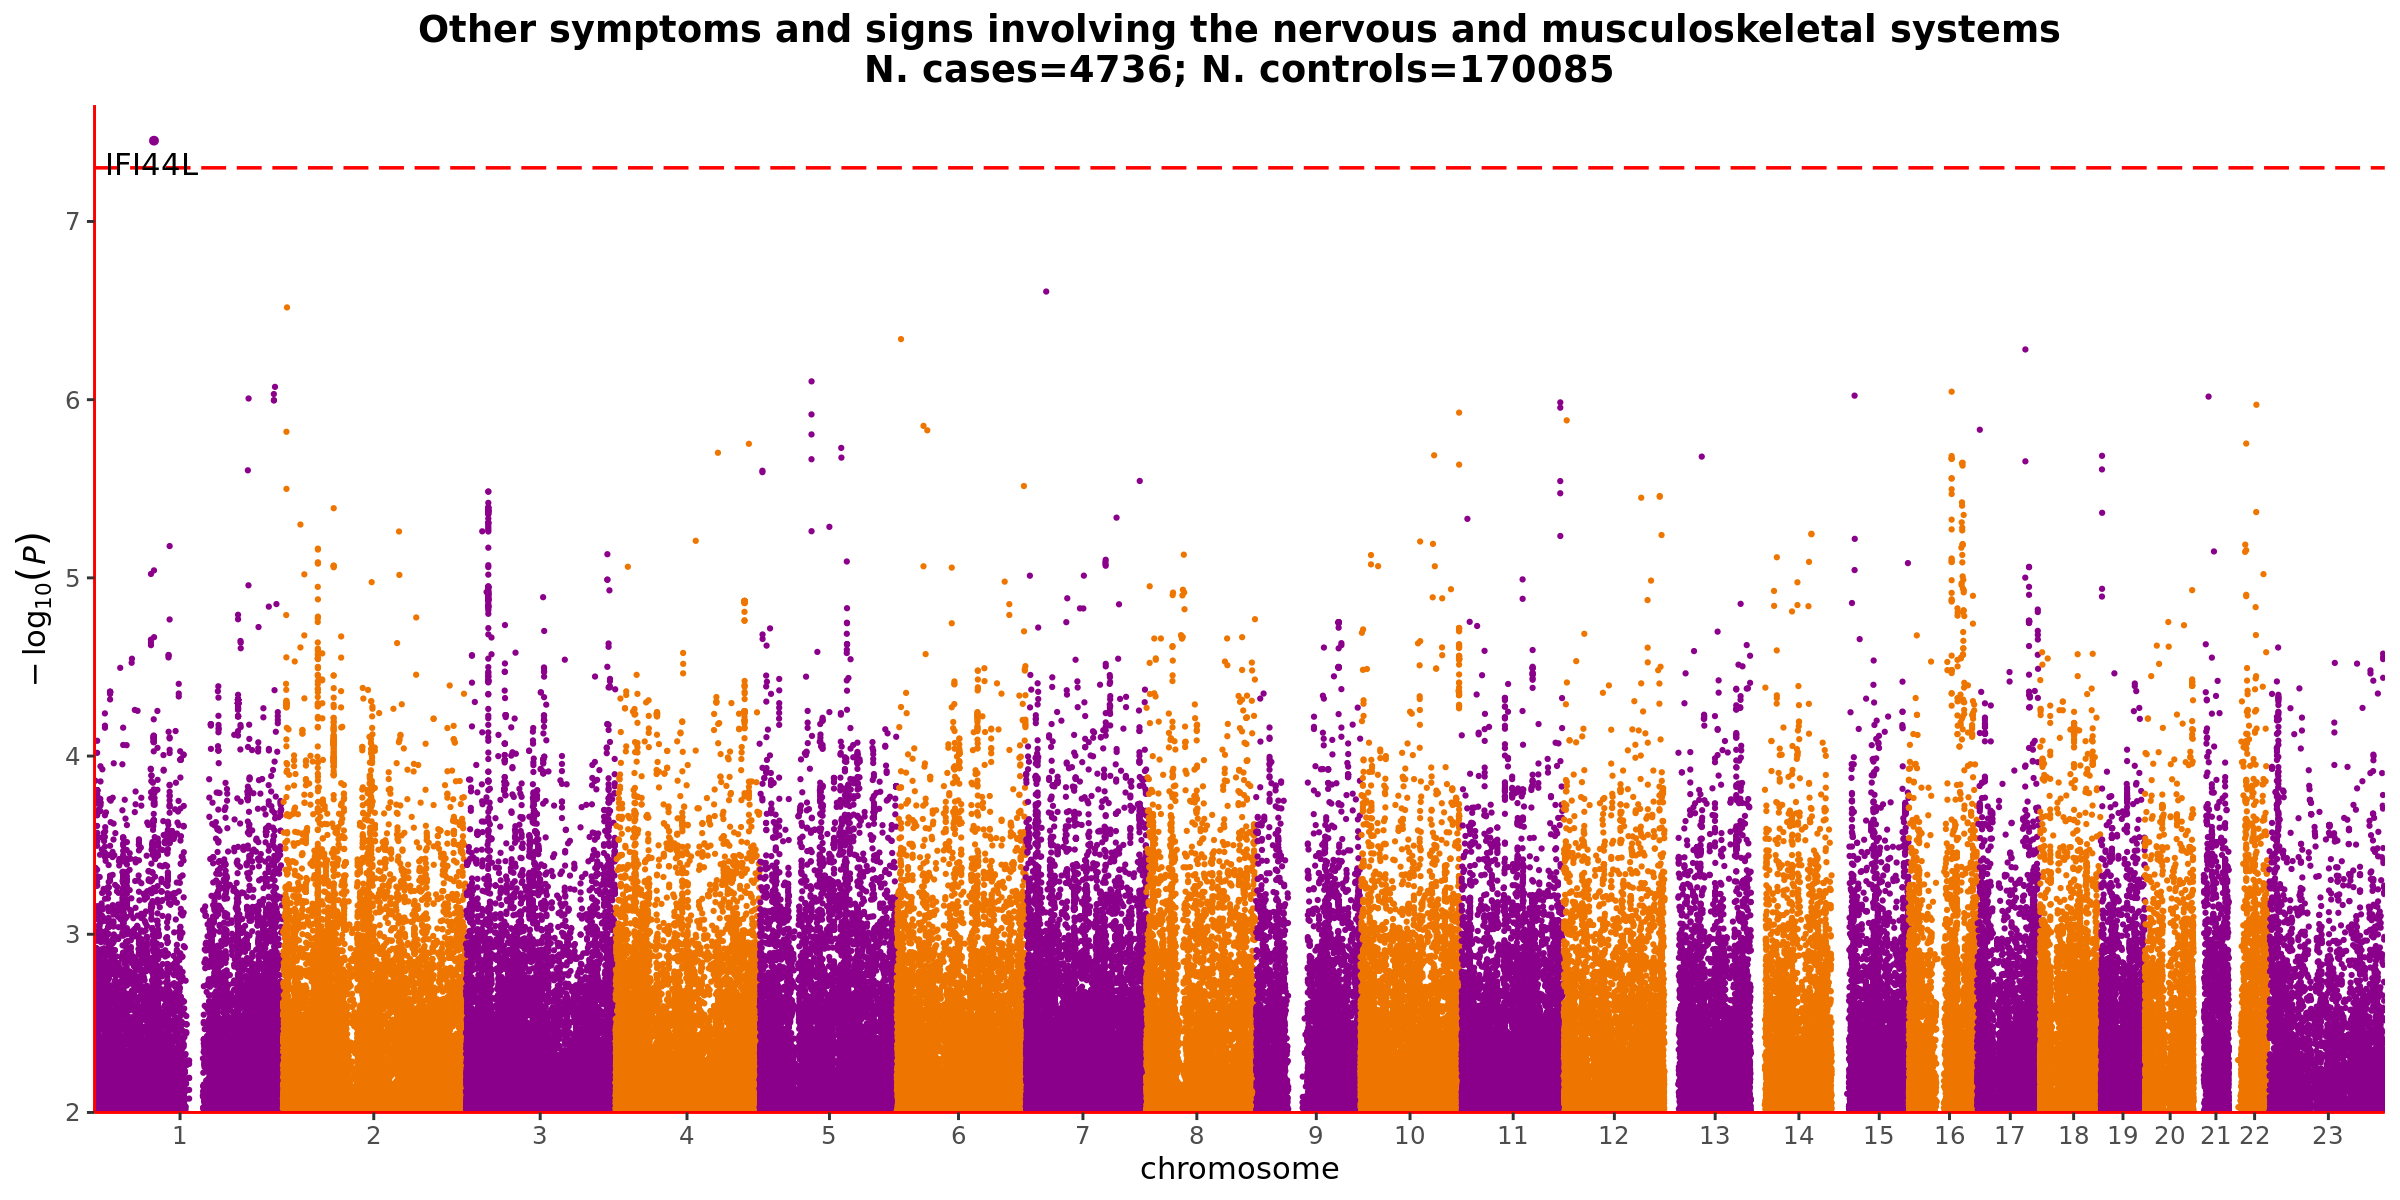 Other symptoms and signs involving the nervous and musculoskeletal systems
N. cases=4736; N. controls=170085
IFI44L
7
6
5
4
3
2
−log10(P)
1 2 3 4 5 6 7 8 9 10 11 12 13 14 15 16 17 18 19 20 21 22 23
chromosome